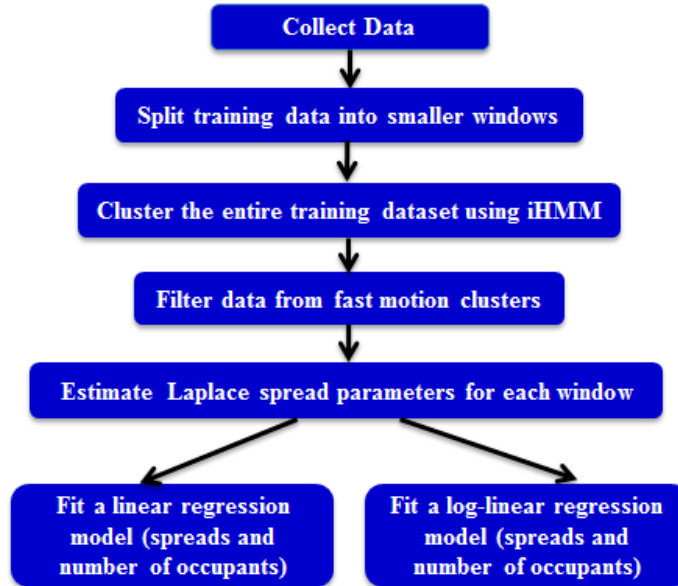 Collect Data
Split training data into smaller windows
Cluster the entire training dataset using iHMM
Filter data from fast motion clusters
Estimate Laplace spread parameters for each window
Fit a linear regression
model (spreads and
number of occupants)
Fit a log-linear regression
model (spreads and
number of occupants)